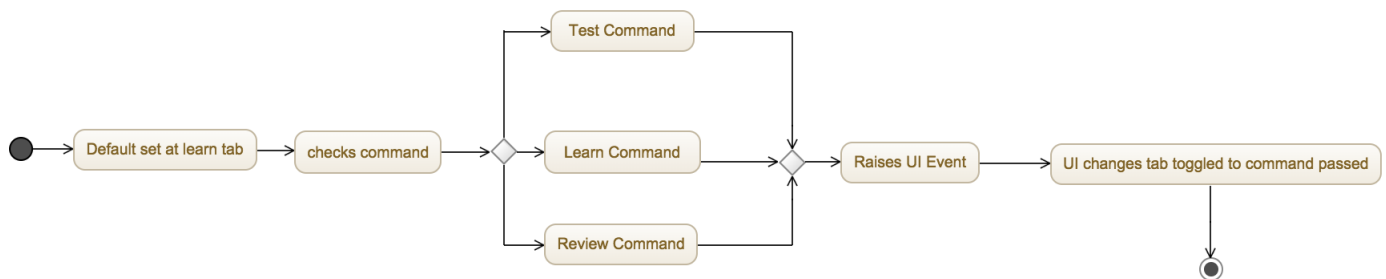 Default set at learn tab
checks command
Test Command
Learn Command
Review Command
Raises UI Event
UI changes tab toggled to command passed